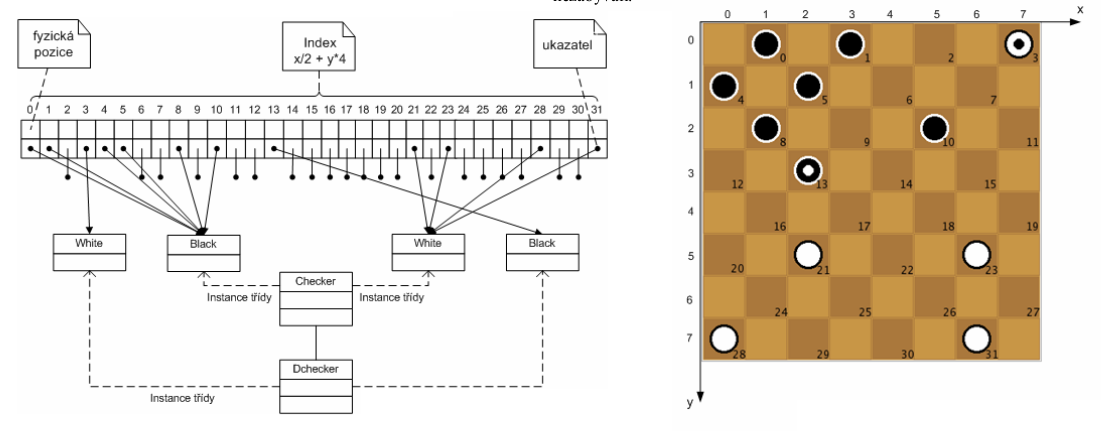 nezabývali.
fyzická
pozice
Index
x/2 + y*4
ukazatel
0 1 2 3 4 5 6 7 8 9 10 11 12 13 14 15 16 17 18 19 20 21 22 23 24 25 26 27 28 29 30 31
White
Black
White
Black
Checker
Instance třídy
Instance třídy
Dchecker
Instance třídy
x
0 1 2 3 4 5 6 7
0
0 1 2 3
1
4 5 6 7
2
8 9 10 11
3
12 13 14 15
4
16 17 18 19
5
20 21 22 23
6
24 25 26 27
7
28 29 30 31
y